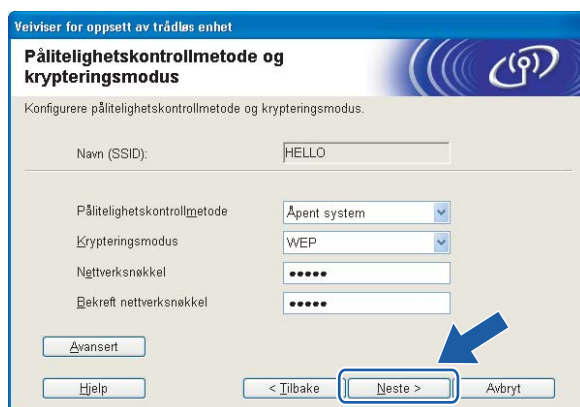 Veiviser for oppsett av trådløs enhet
Pålitelighetskontrollmetode og
krypteringsmodus
Konfigurere pålitelighetskontrollmetode og krypteringsmodus.
Navn (SSID): HELLO
Pålitelighetskontrollmetode Åpent system
Krypteringsmodus WEP
Nettverksnøkkel •••••
Bekreft nettverksnøkkel •••••
Avansert
Hjelp < Tilbake Neste > Avbryt